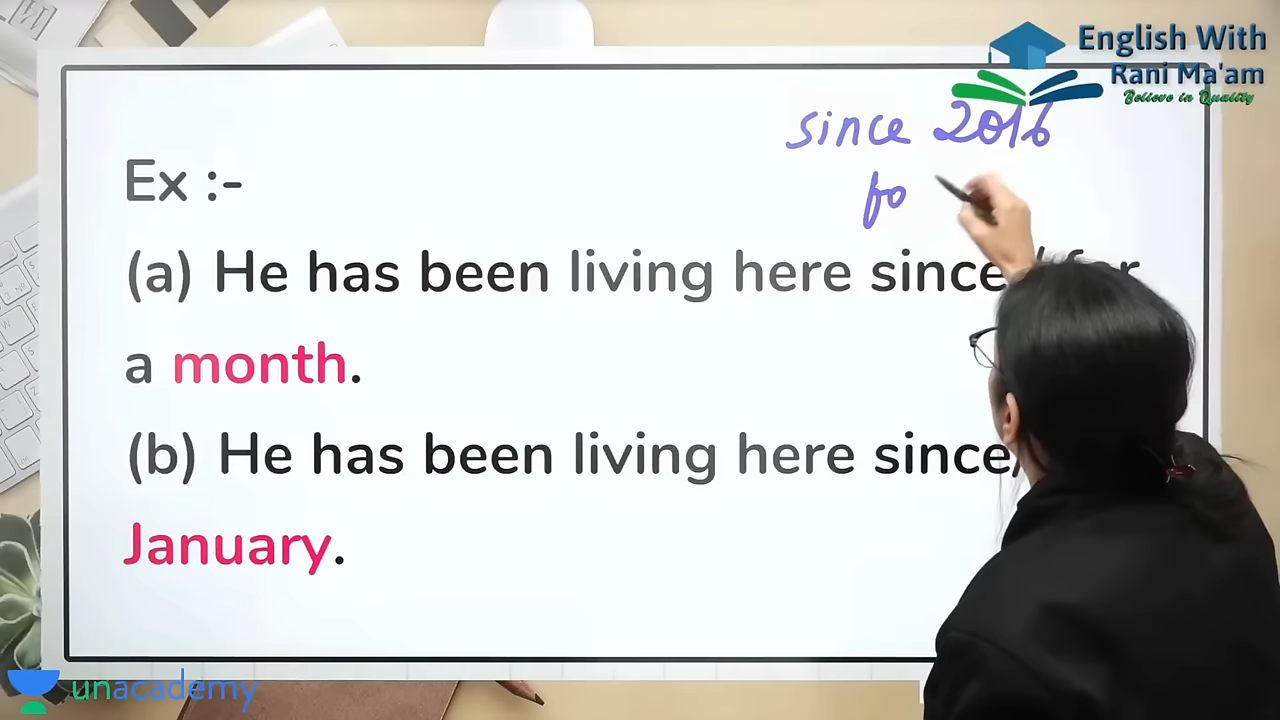 English With
Rani Ma'am
Believe in Quality
since 2016
fo
Ex :-
(a) He has been living here since / for
a month.
(b) He has been living here since/
January.
unacademy